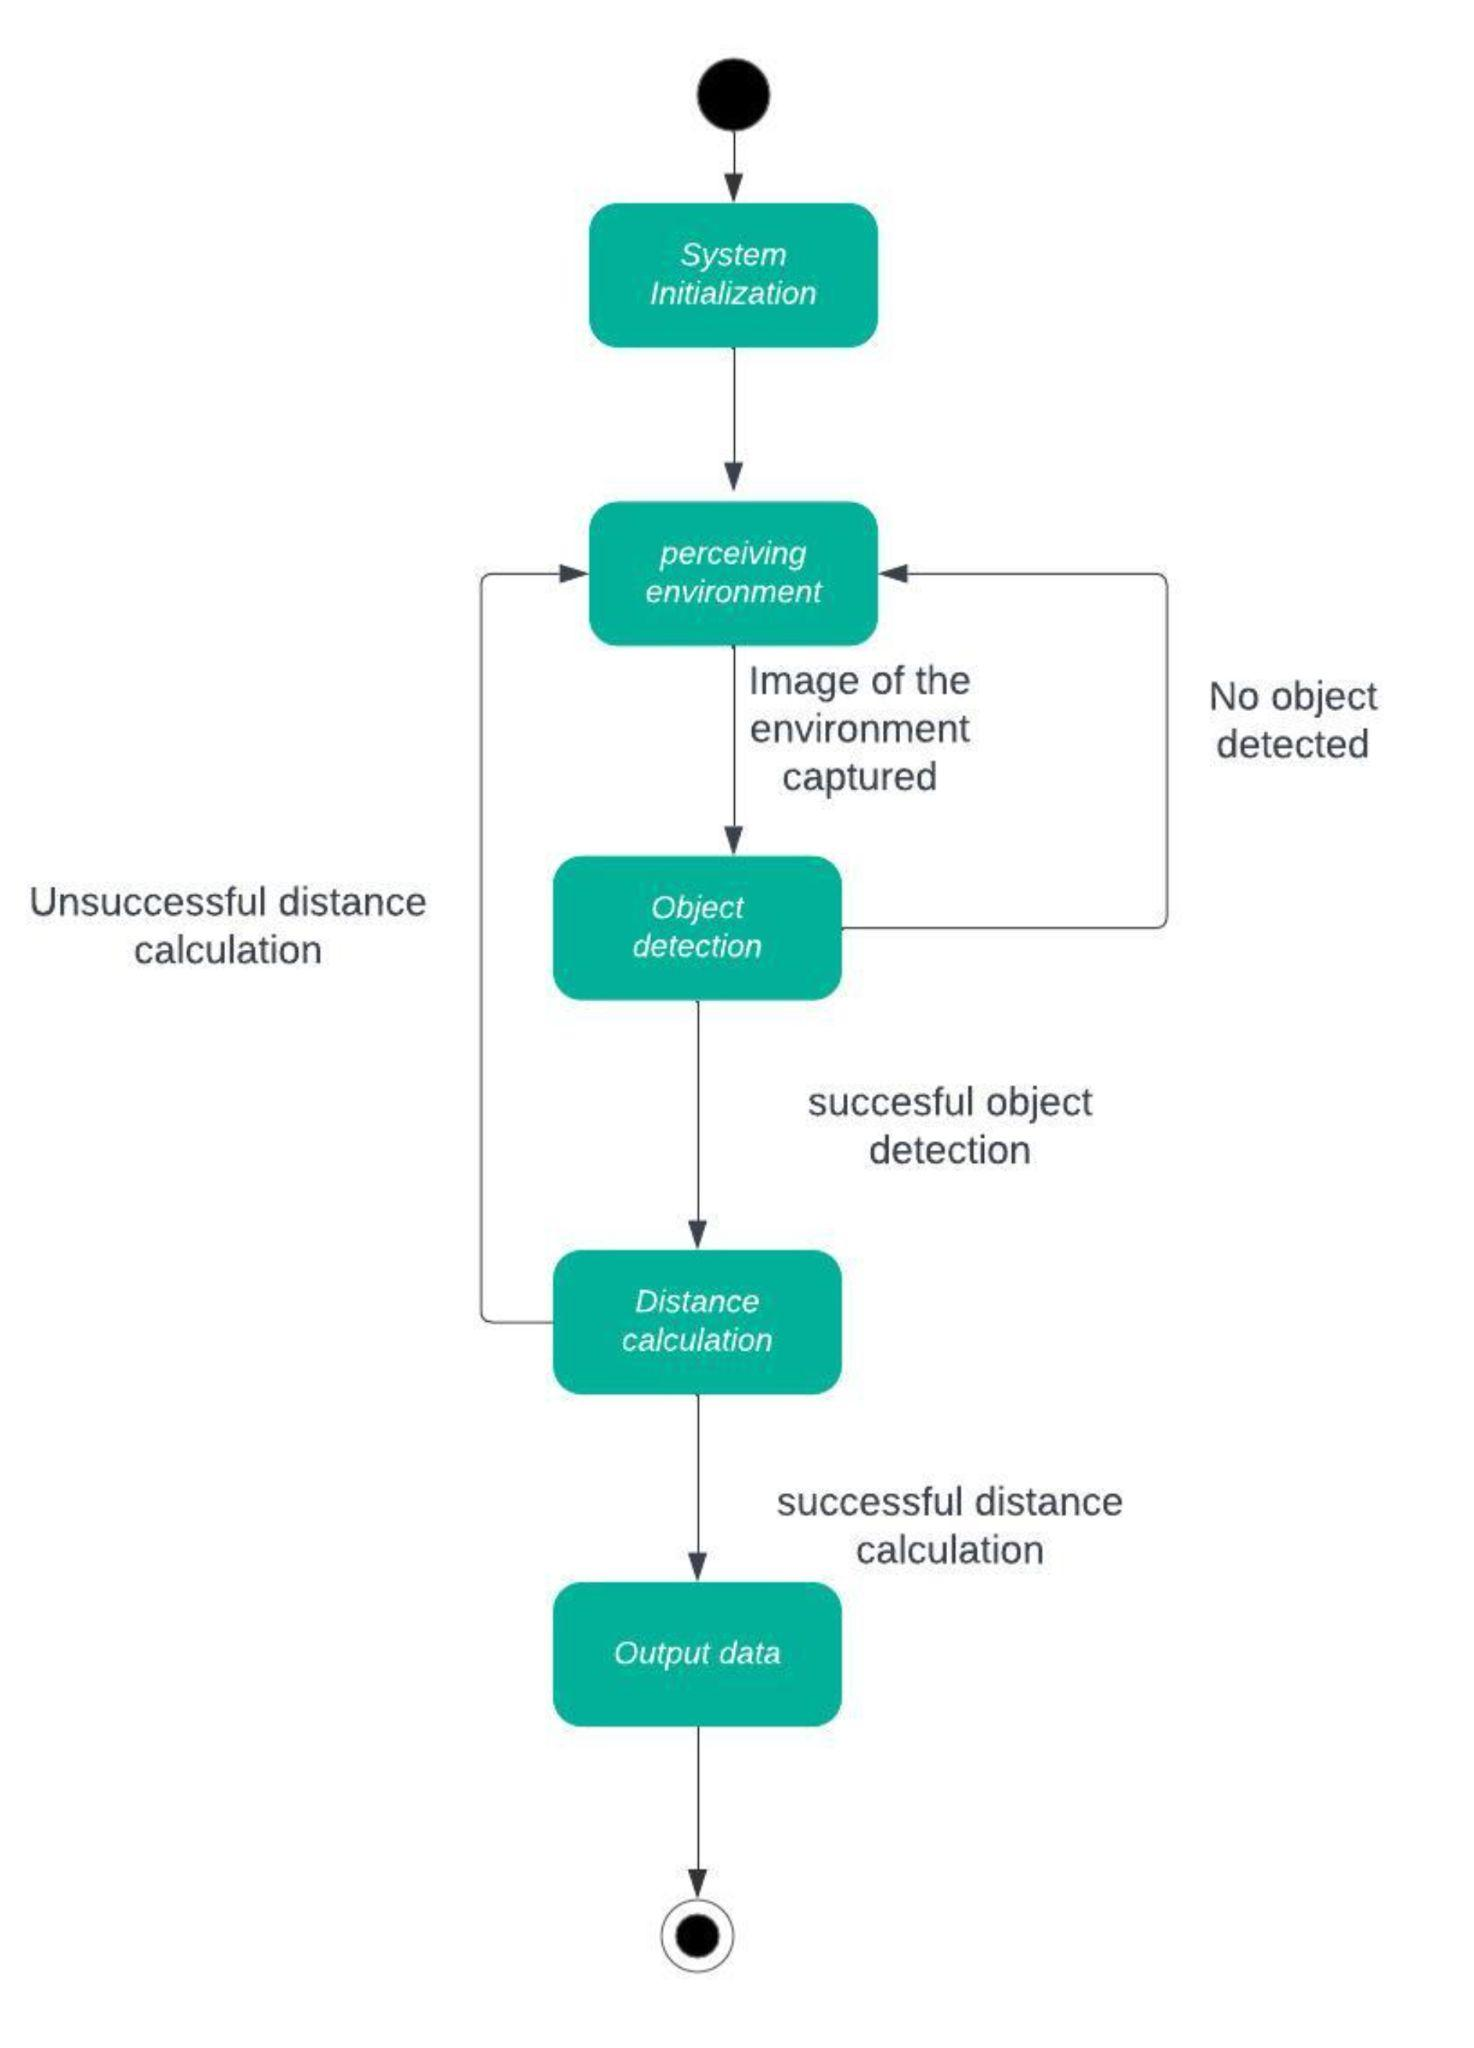 System
Initialization
perceiving
environment
Image of the
environment
captured
No object
detected
Unsuccessful distance
calculation
Object
detection
succesful object
detection
Distance
calculation
successful distance
calculation
Output data